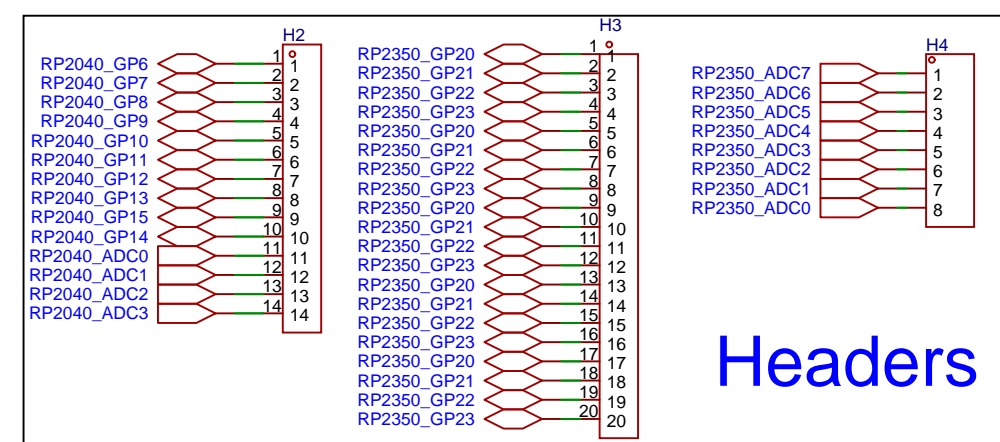 H2
RP2040_GP6 1 1
RP2040_GP7 2 2
RP2040_GP8 3 3
RP2040_GP9 4 4
RP2040_GP10 5 5
RP2040_GP11 6 6
RP2040_GP12 7 7
RP2040_GP13 8 8
RP2040_GP15 9 9
RP2040_GP14 10 10
RP2040_ADC0 11 11
RP2040_ADC1 12 12
RP2040_ADC2 13 13
RP2040_ADC3 14 14
H3
RP2350_GP20 1 1
RP2350_GP21 2 2
RP2350_GP22 3 3
RP2350_GP23 4 4
RP2350_GP20 5 5
RP2350_GP21 6 6
RP2350_GP22 7 7
RP2350_GP23 8 8
RP2350_GP20 9 9
RP2350_GP21 10 10
RP2350_GP22 11 11
RP2350_GP23 12 12
RP2350_GP20 13 13
RP2350_GP21 14 14
RP2350_GP22 15 15
RP2350_GP23 16 16
RP2350_GP20 17 17
RP2350_GP21 18 18
RP2350_GP22 19 19
RP2350_GP23 20 20
H4
RP2350_ADC7 1
RP2350_ADC6 2
RP2350_ADC5 3
RP2350_ADC4 4
RP2350_ADC3 5
RP2350_ADC2 6
RP2350_ADC1 7
RP2350_ADC0 8
Headers